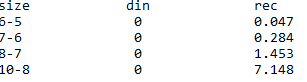 size din rec
6-5 0 0.047
7-6 0 0.284
8-7 0 1.453
10-8 0 7.148